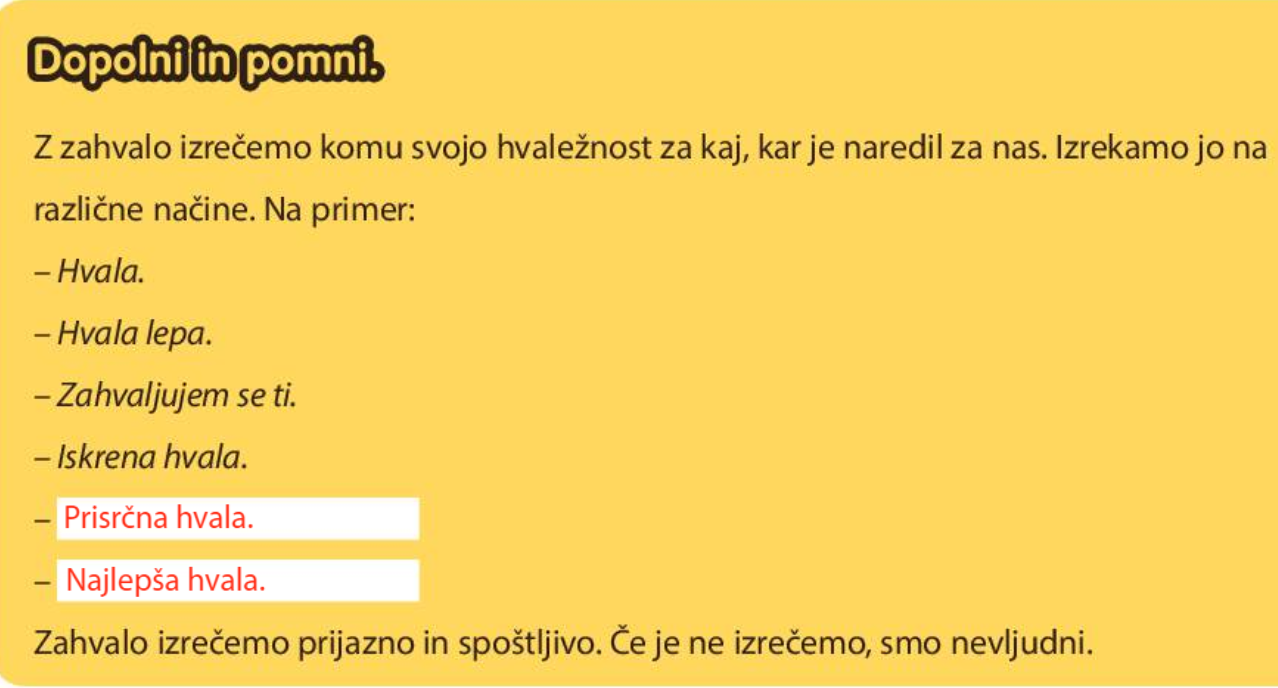 Dopolni in pomni.
Z zahvalo izrečemo komu svojo hvaležnost za kaj, kar je naredil za nas. Izrekamo jo na
različne načine. Na primer:
– Hvala.
– Hvala lepa.
– Zahvaljujem se ti.
– Iskrena hvala.
– Prisrčna hvala.
– Najlepša hvala.
Zahvalo izrečemo prijazno in spoštljivo. Če je ne izrečemo, smo nevljudni.